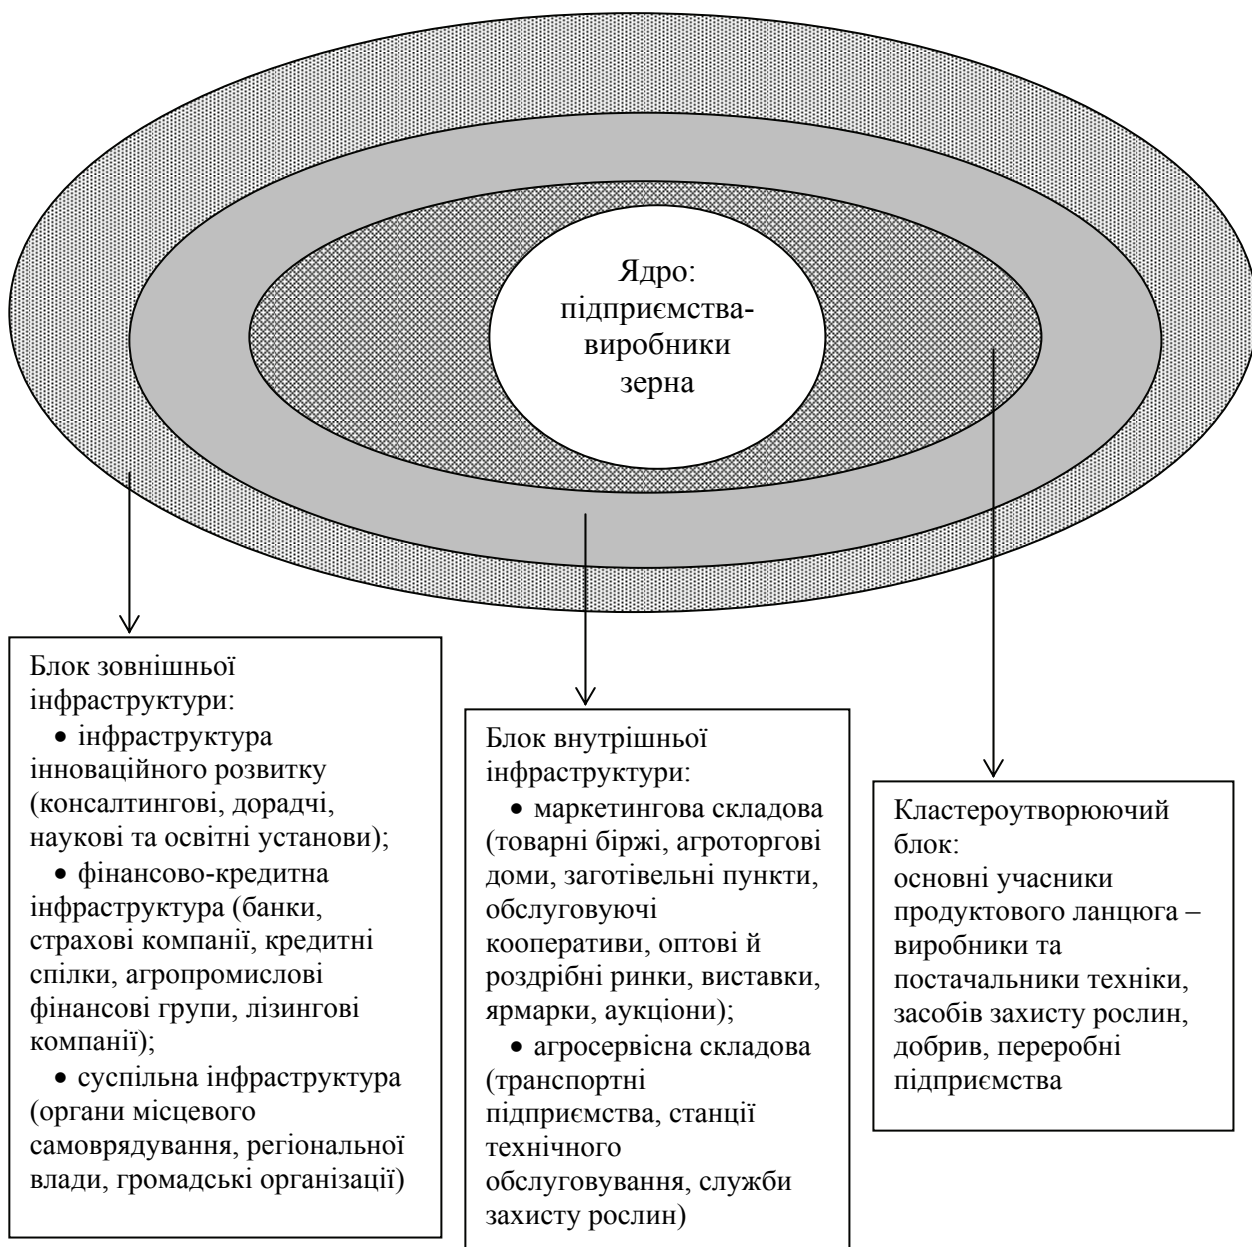 Ядро:
підприємства-
виробники
зерна
Блок зовнішньої
інфраструктури:
• інфраструктура
інноваційного розвитку
(консалтингові, дорадчі,
наукові та освітні установи);
• фінансово-кредитна
інфраструктура (банки,
страхові компанії, кредитні
спілки, агропромислові
фінансові групи, лізингові
компанії);
• суспільна інфраструктура
(органи місцевого
самоврядування, регіональної
влади, громадські організації)
Блок внутрішньої
інфраструктури:
• маркетингова складова
(товарні біржі, агроторгові
доми, заготівельні пункти,
обслуговуючі
кооперативи, оптові й
роздрібні ринки, виставки,
ярмарки, аукціони);
• агросервісна складова
(транспортні
підприємства, станції
технічного
обслуговування, служби
захисту рослин)
Кластероутворюючий
блок:
основні учасники
продуктового ланцюга –
виробники та
постачальники техніки,
засобів захисту рослин,
добрив, переробні
підприємства